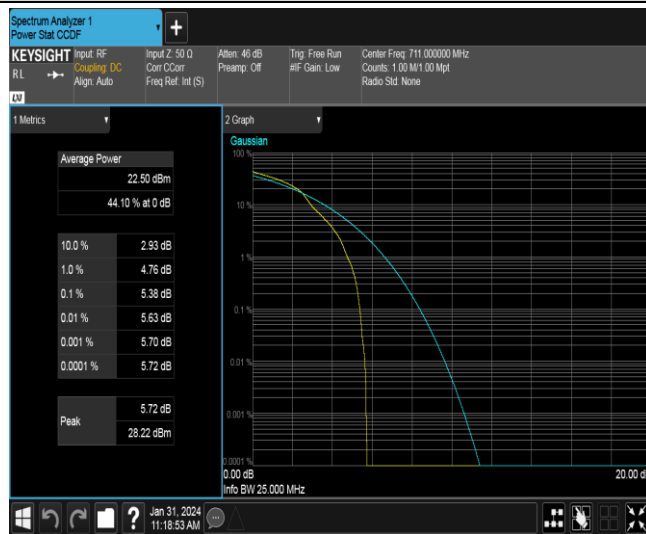 Spectrum Analyzer 1
Power Stat CCDF
+
KEYSIGHT
RL
LXI
Input: RF
Coupling: DC
Align: Auto
Input Z: 50 Ω
Corr CCorr
Freq Ref: Int (S)
Atten: 46 dB
Preamp: Off
Trig: Free Run
#IF Gain: Low
Center Freq: 711.000000 MHz
Counts: 1.00 M/1.00 Mpt
Radio Std: None
1 Metrics
Average Power
22.50 dBm
44.10 % at 0 dB
10.0 % 2.93 dB
1.0 % 4.76 dB
0.1 % 5.38 dB
0.01 % 5.63 dB
0.001 % 5.70 dB
0.0001 % 5.72 dB
Peak
5.72 dB
28.22 dBm
2 Graph
Gaussian
100 %
10 %
1 %
0.1 %
0.01 %
0.001 %
0.0001 %
0.00 dB
20.00 d
Info BW 25.000 MHz
?
Jan 31, 2024
11:18:53 AM